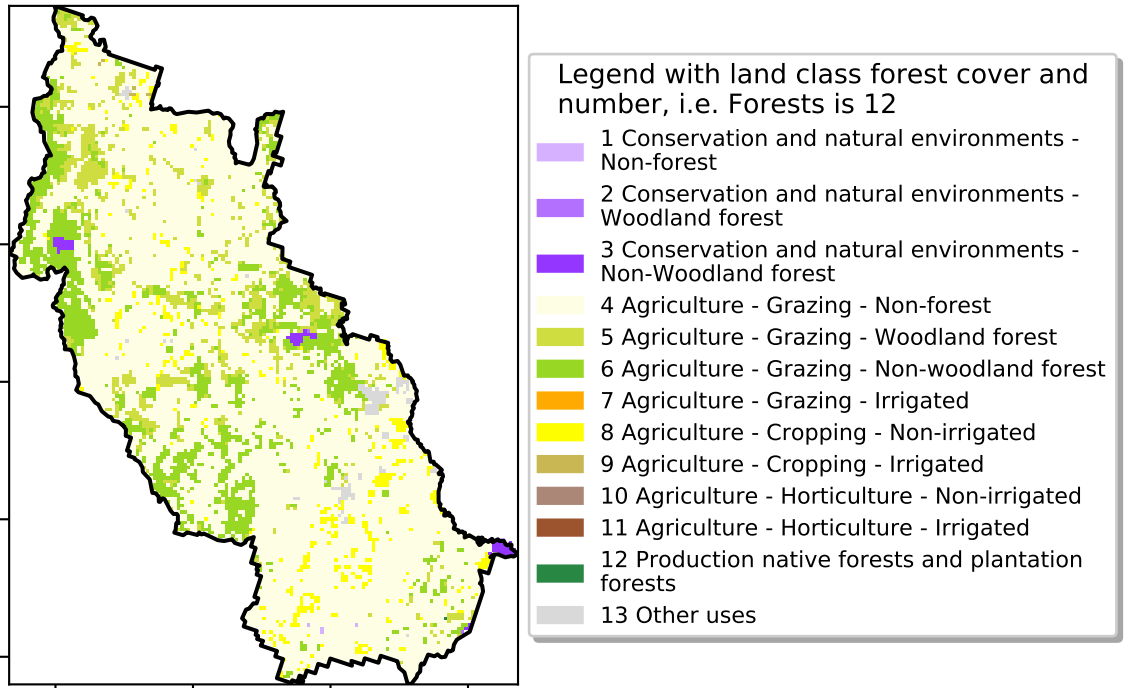 Legend with land class forest cover and
number, i.e. Forests is 12
1 Conservation and natural environments -
Non-forest
2 Conservation and natural environments -
Woodland forest
3 Conservation and natural environments -
Non-Woodland forest
4 Agriculture - Grazing - Non-forest
5 Agriculture - Grazing - Woodland forest
6 Agriculture - Grazing - Non-woodland forest
7 Agriculture - Grazing - Irrigated
8 Agriculture - Cropping - Non-irrigated
9 Agriculture - Cropping - Irrigated
10 Agriculture - Horticulture - Non-irrigated
11 Agriculture - Horticulture - Irrigated
12 Production native forests and plantation
forests
13 Other uses